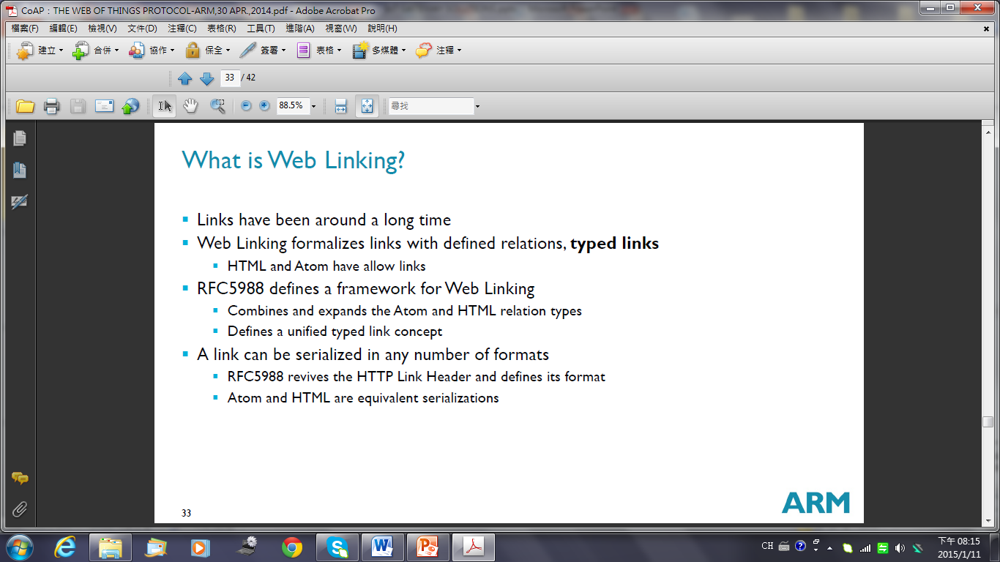 CoAP：THE WEB OF THINGS PROTOCOL-ARM,30 APR.,2014.pdf - Adobe Acrobat Pro
檔案(F) 編輯(E) 檢視(V) 文件(D) 注釋(C) 表格(R) 工具(T) 進階(A) 視窗(W) 說明(H)
建立 合併 協作 保全 簽署 表格 多媒體 注釋
33 / 42
88.5% 尋找
What is Web Linking?
Links have been around a long time
Web Linking formalizes links with defined relations, typed links
HTML and Atom have allow links
RFC5988 defines a framework for Web Linking
Combines and expands the Atom and HTML relation types
Defines a unified typed link concept
A link can be serialized in any number of formats
RFC5988 revives the HTTP Link Header and defines its format
Atom and HTML are equivalent serializations
33
ARM
CH
下午 08:15
2015/1/11